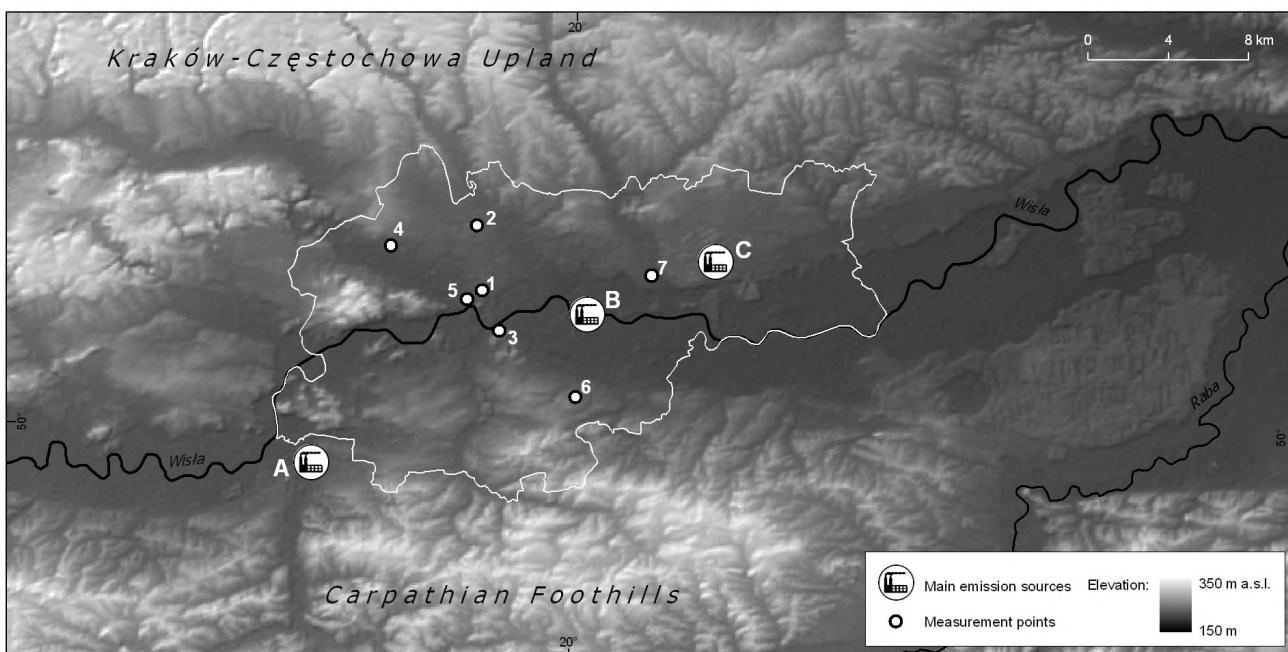 20°
Kraków-Częstochowa Upland
0 4 8 km
Wisła
2
4
C
7
1
5
B
3
6
Raba
50°
50°
Wisła
A
Carpathian Foothills
Main emission sources
Elevation:
350 m a.s.l.
Measurement points
150 m
20°